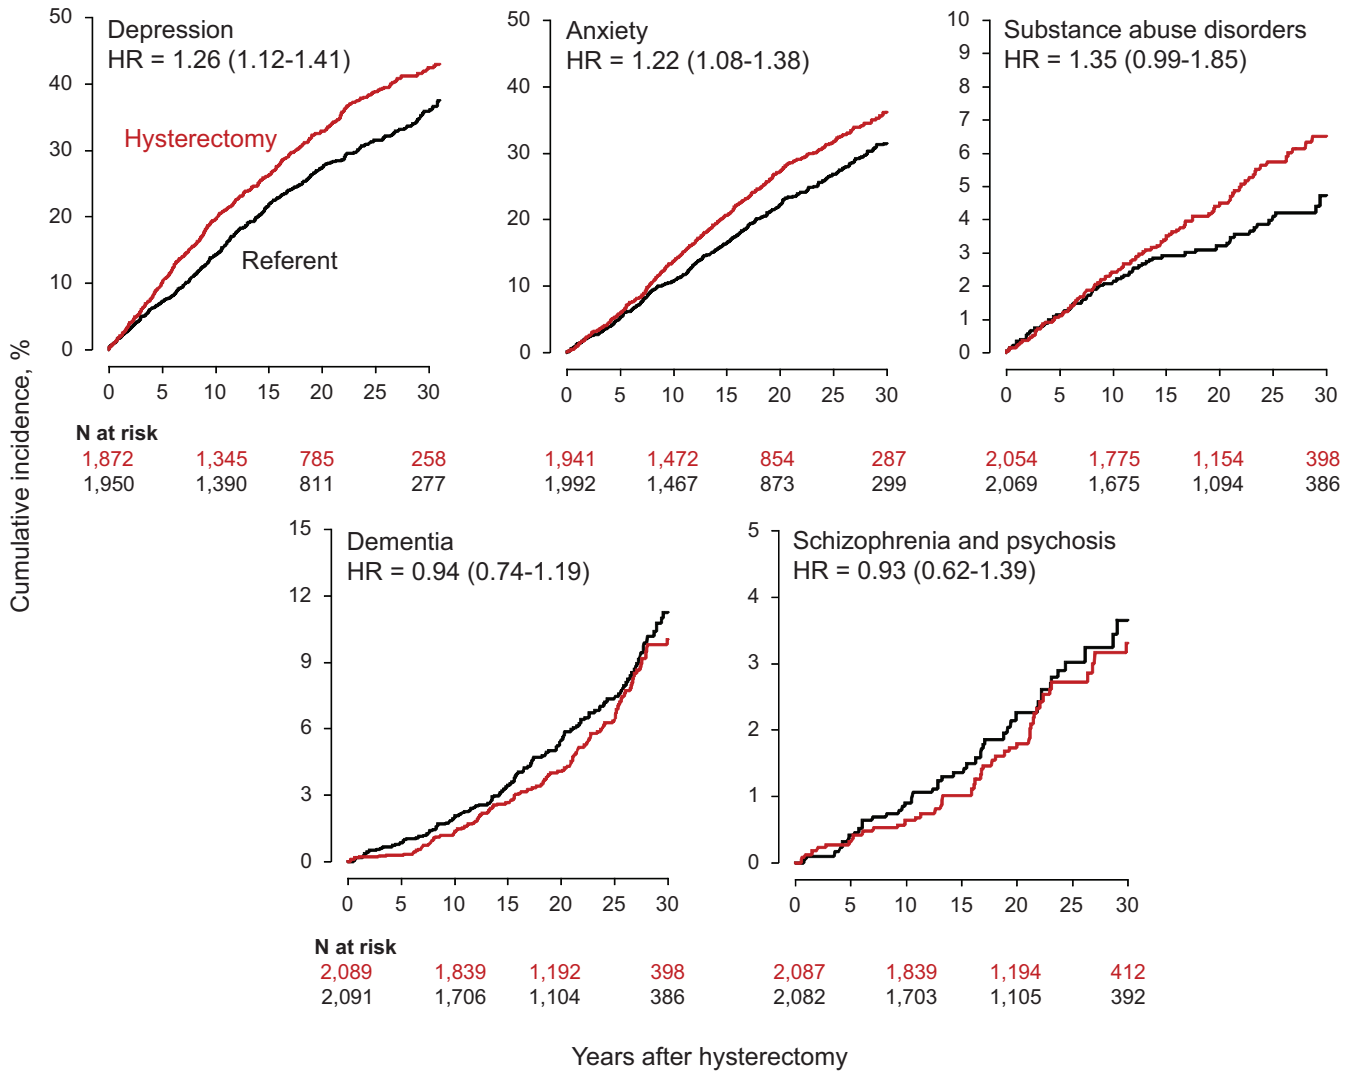 Cumulative incidence, %
Depression
HR = 1.26 (1.12-1.41)
Hysterectomy
Referent
50
40
30
20
10
0
0 5 10 15 20 25 30
Anxiety
HR = 1.22 (1.08-1.38)
50
40
30
20
10
0
0 5 10 15 20 25 30
Substance abuse disorders
HR = 1.35 (0.99-1.85)
10
9
8
7
6
5
4
3
2
1
0
0 5 10 15 20 25 30
N at risk
1,872 1,345 785 258 1,941 1,472 854 287 2,054 1,775 1,154 398
1,950 1,390 811 277 1,992 1,467 873 299 2,069 1,675 1,094 386
Dementia
HR = 0.94 (0.74-1.19)
15
12
9
6
3
0
0 5 10 15 20 25 30
Schizophrenia and psychosis
HR = 0.93 (0.62-1.39)
5
4
3
2
1
0
0 5 10 15 20 25 30
N at risk
2,089 1,839 1,192 398 2,087 1,839 1,194 412
2,091 1,706 1,104 386 2,082 1,703 1,105 392
Years after hysterectomy